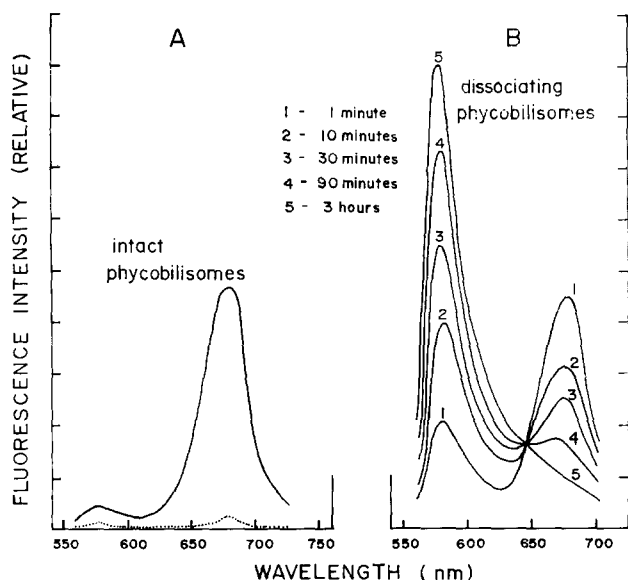 A
B
FLUORESCENCE INTENSITY (RELATIVE)
1 - 1 minute
2 - 10 minutes
3 - 30 minutes
4 - 90 minutes
5 - 3 hours
intact
phycobilisomes
dissociating
phycobilisomes
5
4
3
2
1
1
2
3
4
5
550 600 650 700 750
550 600 650 700
WAVELENGTH (nm)